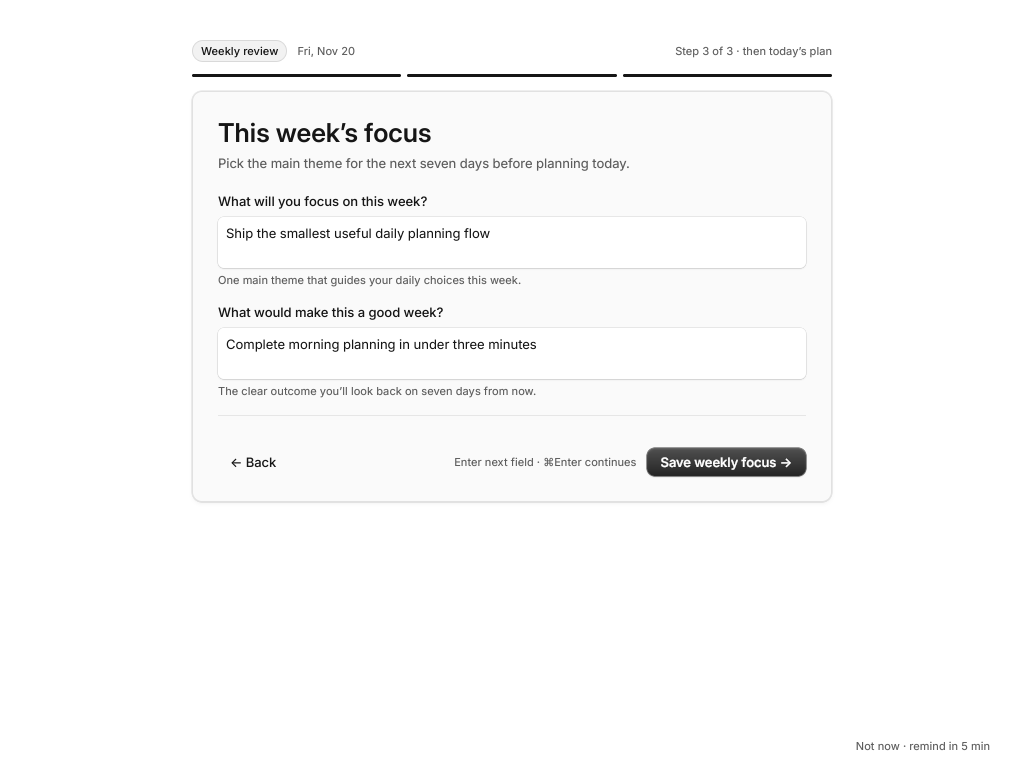 Weekly review
Fri, Nov 20
Step 3 of 3 · then today’s plan
This week’s focus
Pick the main theme for the next seven days before planning today.
What will you focus on this week?
Ship the smallest useful daily planning flow
One main theme that guides your daily choices this week.
What would make this a good week?
Complete morning planning in under three minutes
The clear outcome you’ll look back on seven days from now.
← Back
Enter next field · ⌘Enter continues
Save weekly focus →
Not now · remind in 5 min